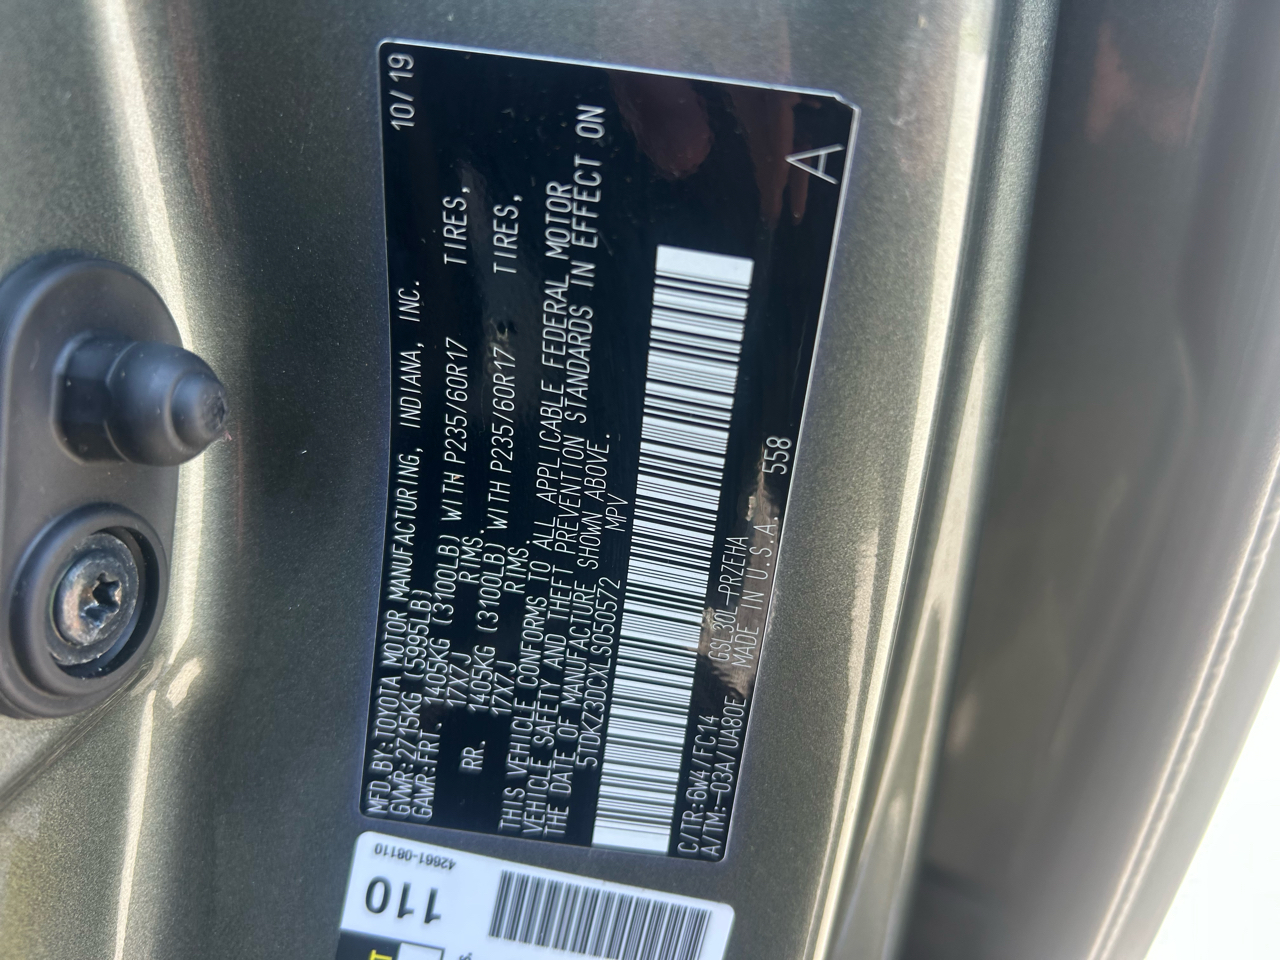 MFD.BY:TOYOTA MOTOR MANUFACTURING, INDIANA, INC. 10/19
GVWR:2715KG (5995LB)
GAWR:FRT. 1405KG (3100LB) WITH P235/60R17 TIRES,
17X7J RIMS.
RR. 1405KG (3100LB) WITH P235/60R17 TIRES,
17X7J RIMS.
THIS VEHICLE CONFORMS TO ALL APPLICABLE FEDERAL MOTOR
VEHICLE SAFETY AND THEFT PREVENTION STANDARDS IN EFFECT ON
THE DATE OF MANUFACTURE SHOWN ABOVE.
5TDKZ3DCXLS050572 MPV
C/TR:6W4/FC14 GSL30L-PRZEHA
A/TM:-03A/UA80E MADE IN U.S.A. 558
A
42661-08110
110